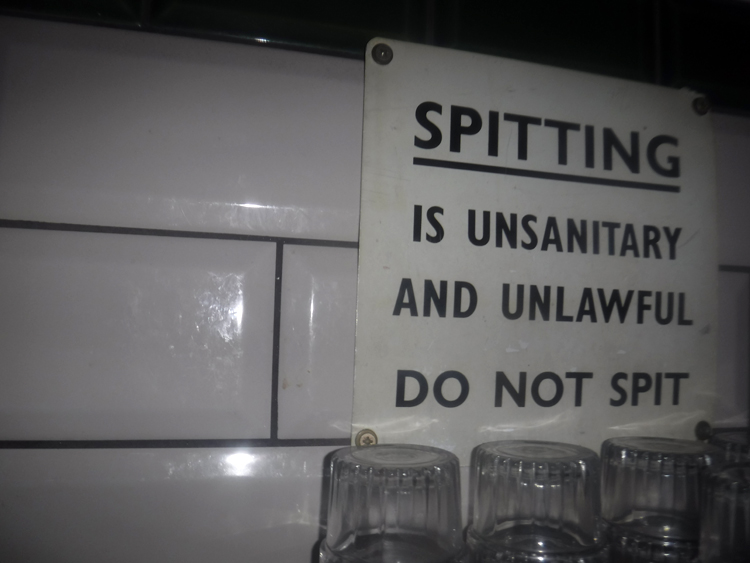 SPITTING
IS UNSANITARY
AND UNLAWFUL
DO NOT SPIT